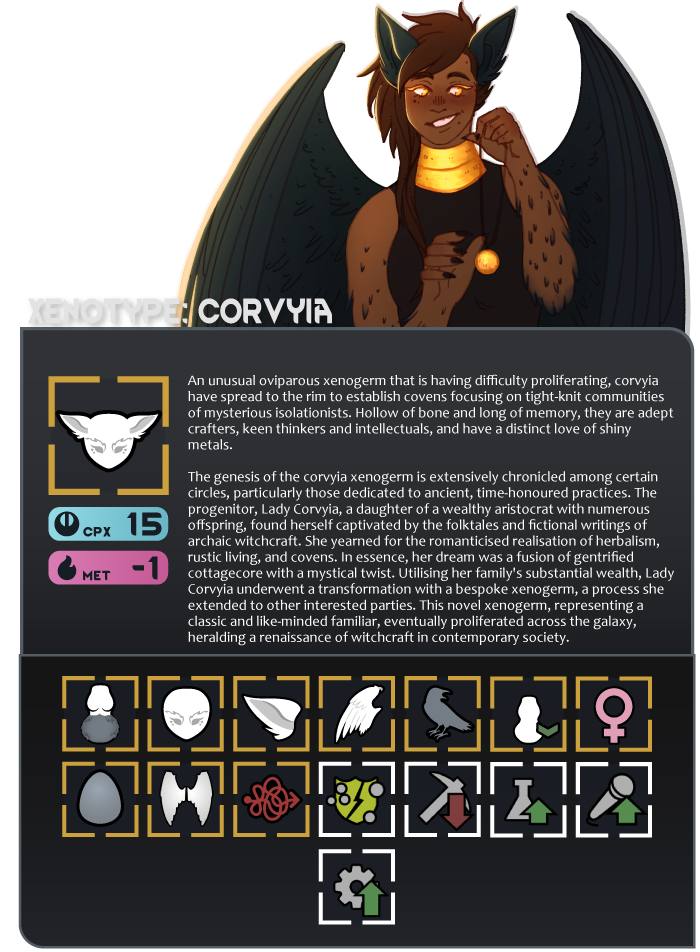 XENOTYPE: CORVYIA
An unusual oviparous xenogerm that is having difficulty proliferating, corvyia
have spread to the rim to establish covens focusing on tight-knit communities
of mysterious isolationists. Hollow of bone and long of memory, they are adept
crafters, keen thinkers and intellectuals, and have a distinct love of shiny
metals.
The genesis of the corvyia xenogerm is extensively chronicled among certain
circles, particularly those dedicated to ancient, time-honoured practices. The
progenitor, Lady Corvyia, a daughter of a wealthy aristocrat with numerous
offspring, found herself captivated by the folktales and fictional writings of
archaic witchcraft. She yearned for the romanticised realisation of herbalism,
rustic living, and covens. In essence, her dream was a fusion of gentrified
cottagecore with a mystical twist. Utilising her family's substantial wealth, Lady
Corvyia underwent a transformation with a bespoke xenogerm, a process she
extended to other interested parties. This novel xenogerm, representing a
classic and like-minded familiar, eventually proliferated across the galaxy,
heralding a renaissance of witchcraft in contemporary society.
CPX 15
MET -1